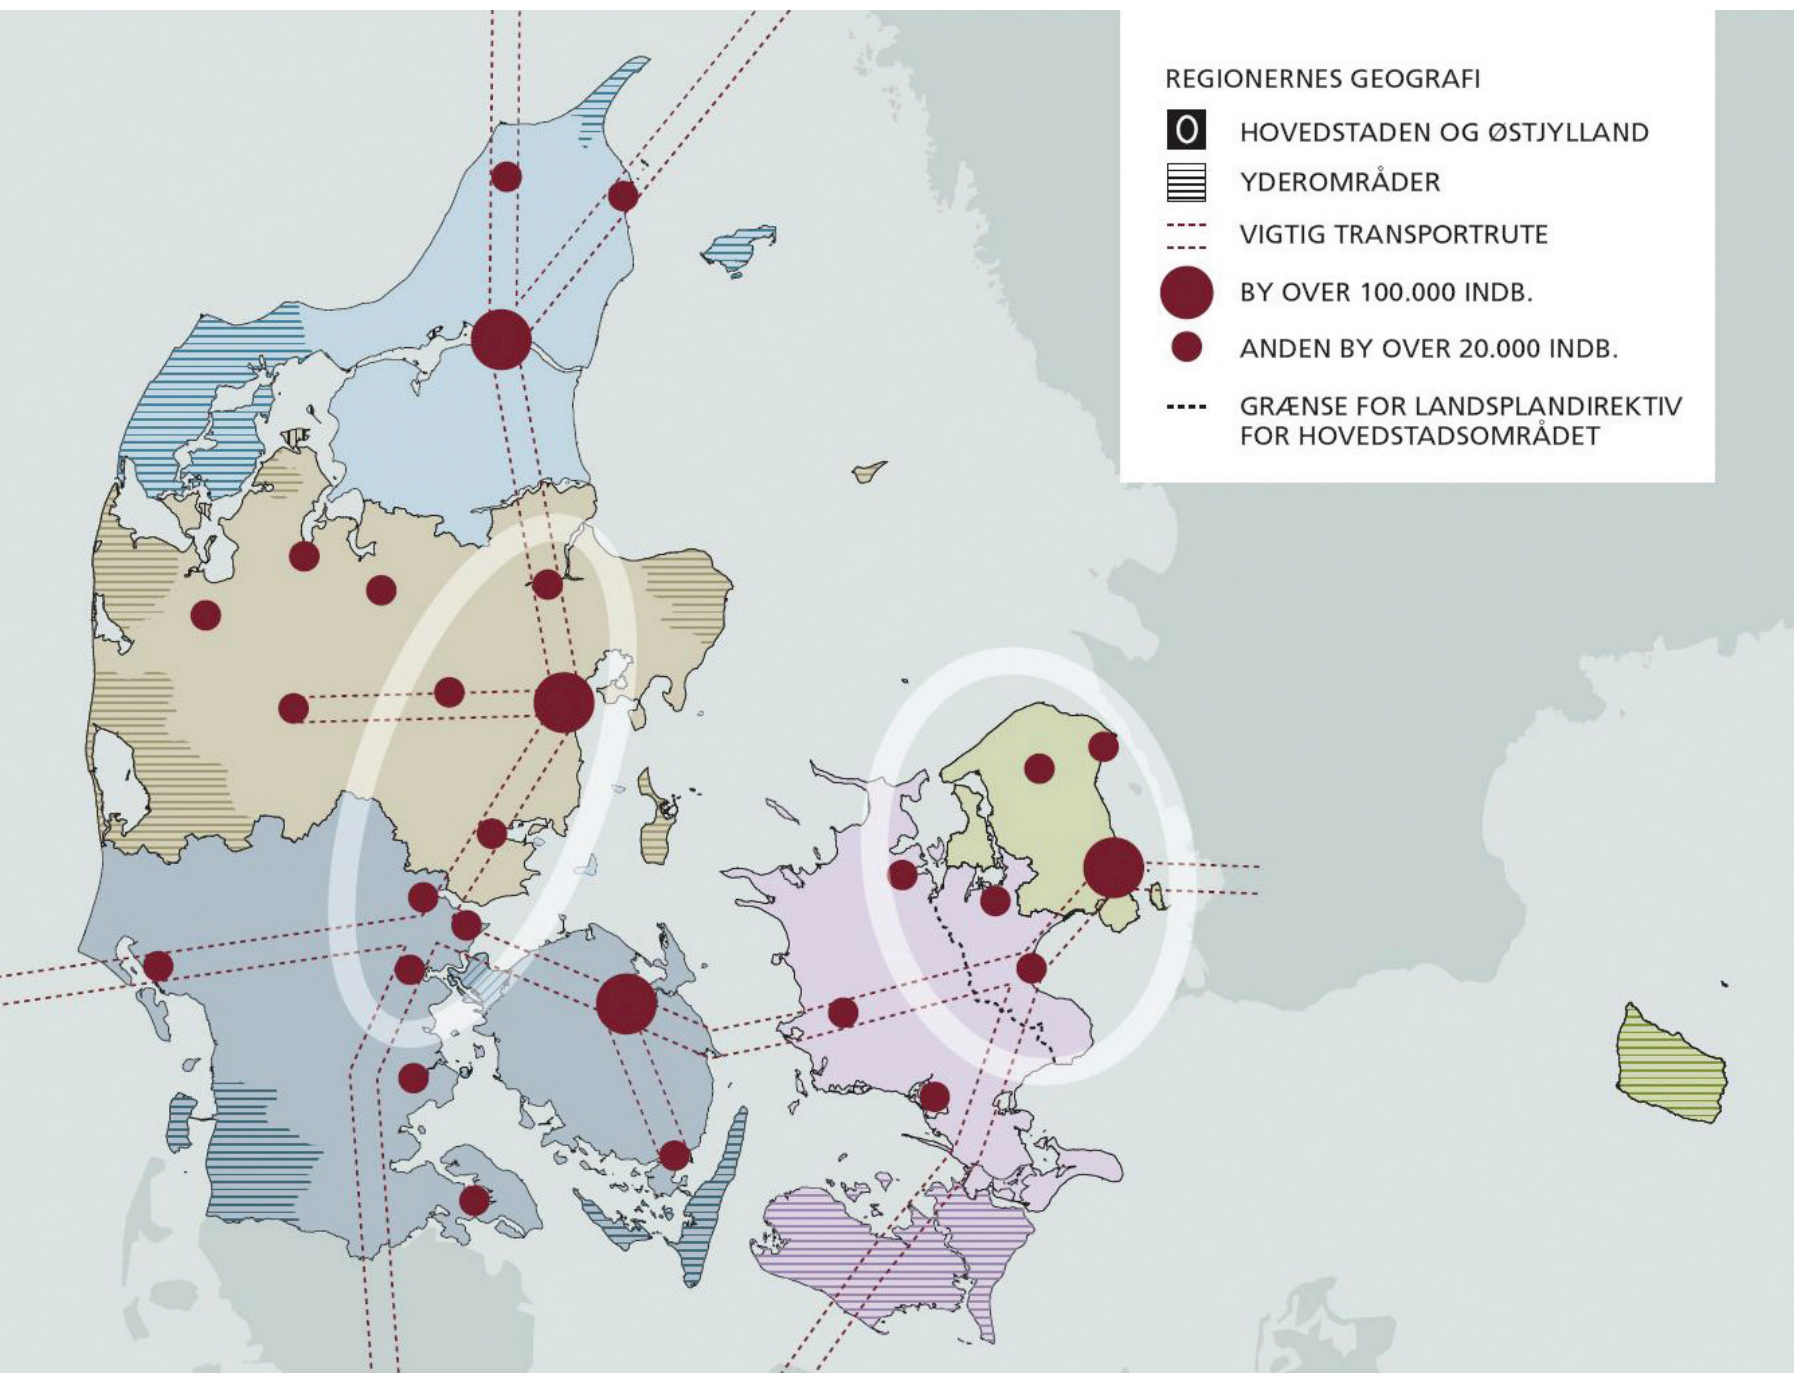 REGIONERNES GEOGRAFI
HOVEDSTADEN OG ØSTJYLLAND
YDEROMRÅDER
VIGTIG TRANSPORTRUTE
BY OVER 100.000 INDB.
ANDEN BY OVER 20.000 INDB.
GRÆNSE FOR LANDSPLANDIREKTIV
FOR HOVEDSTADSOMRÅDET